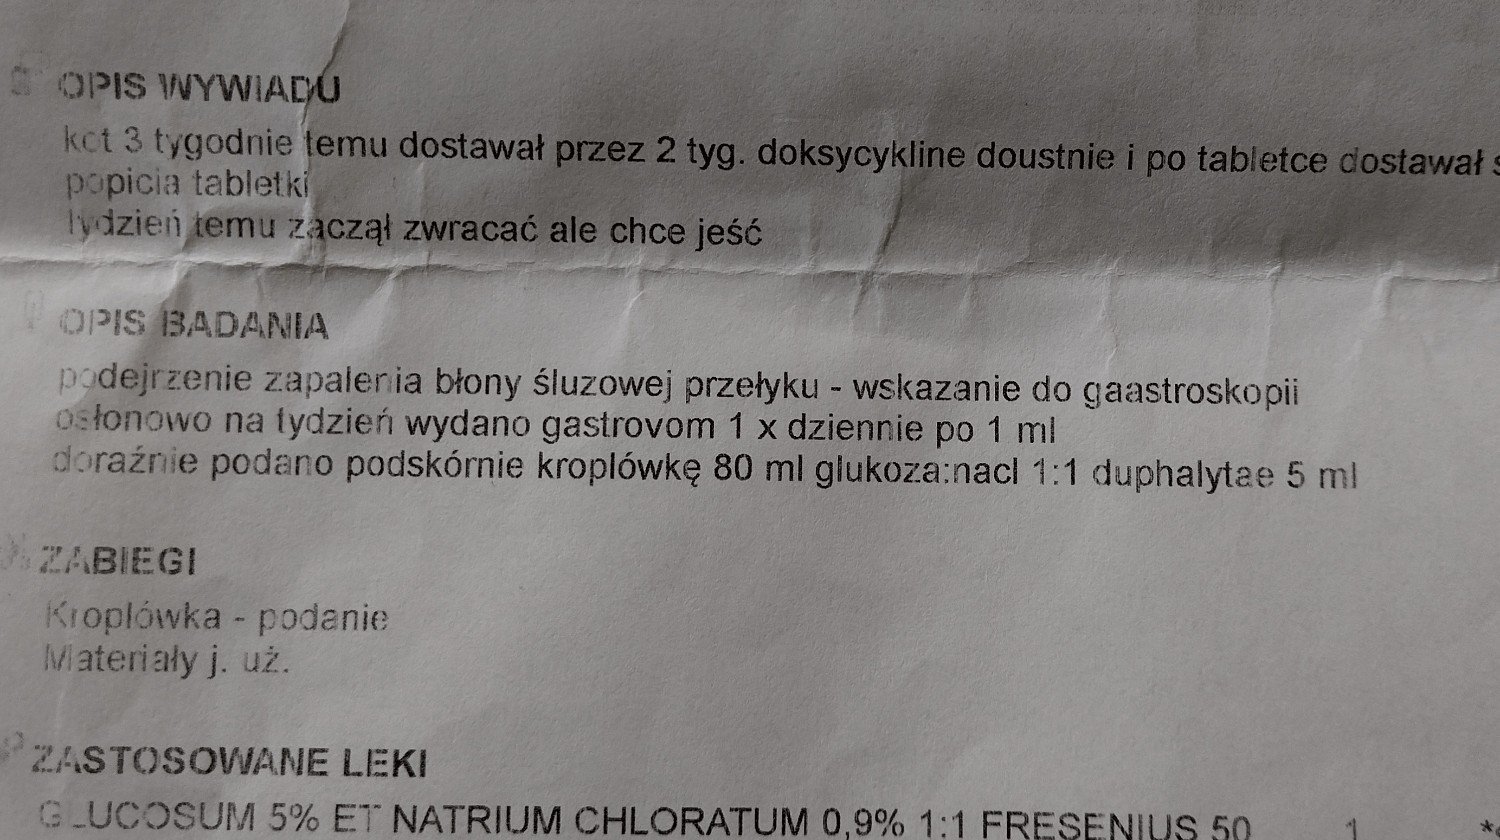 OPIS WYWIADU
kot 3 tygodnie temu dostawał przez 2 tyg. doksycykline doustnie i po tabletce dostawał
popicia tabletki
tydzień temu zaczął zwracać ale chce jeść
OPIS BADANIA
podejrzenie zapalenia błony śluzowej przełyku - wskazanie do gaastroskopii
osłonowo na tydzień wydano gastrovom 1 x dziennie po 1 ml
doraźnie podano podskórnie kroplówkę 80 ml glukoza:nacl 1:1 duphalytae 5 ml
ZABIEGI
Kroplówka - podanie
Materiały j. uż.
ZASTOSOWANE LEKI
GLUCOSUM 5% ET NATRIUM CHLORATUM 0,9% 1:1 FRESENIUS 50 1 *